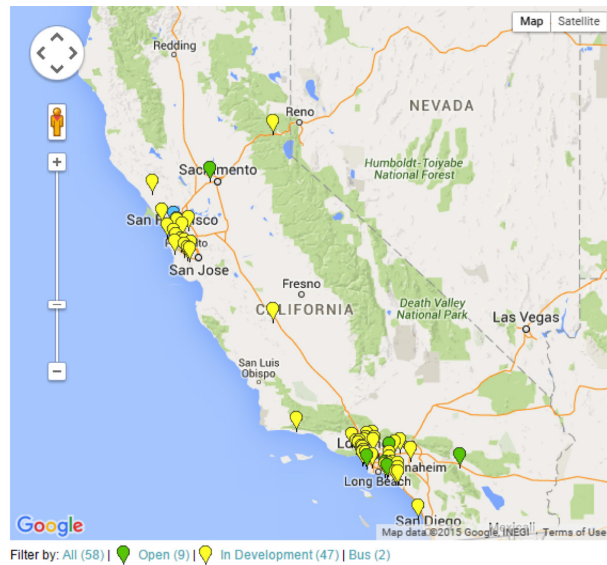 Map Satellite
Redding
Reno
NEVADA
Sacramento
Humboldt-Toiyabe
National Forest
San Francisco
San Jose
Fresno
CALIFORNIA
Death Valley
National Park
Las Vegas
San Luis
Obispo
Long Beach
San Diego
Mexicali
Google
Map data ©2015 Google, INEGI Terms of Use
Filter by: All (58) | Open (9) | In Development (47) | Bus (2)